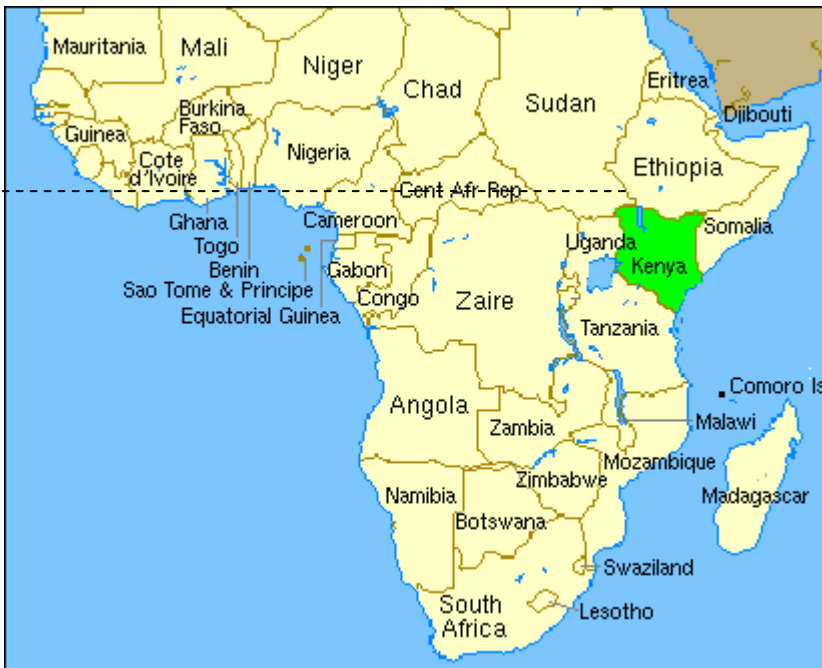 Mauritania
Mali
Niger
Chad
Sudan
Eritrea
Djibouti
Burkina
Faso
Guinea
Cote
d'Ivoire
Nigeria
Ethiopia
Cent Afr-Rep
Ghana
Cameroon
Somalia
Togo
Uganda
Benin
Gabon
Kenya
Sao Tome & Principe
Congo
Zaire
Equatorial Guinea
Tanzania
Comoro Is
Angola
Zambia
Malawi
Mozambique
Zimbabwe
Namibia
Madagascar
Botswana
Swaziland
South
Africa
Lesotho